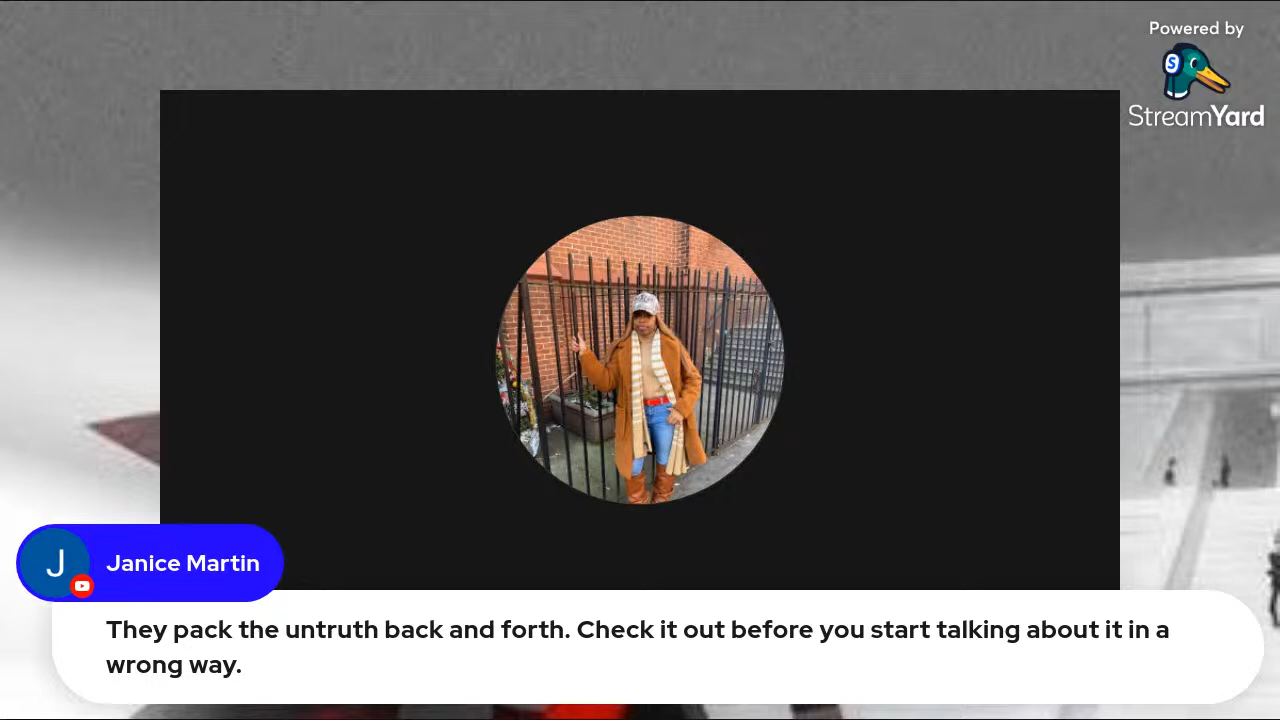 Powered by
StreamYard
J
Janice Martin
They pack the untruth back and forth. Check it out before you start talking about it in a
wrong way.